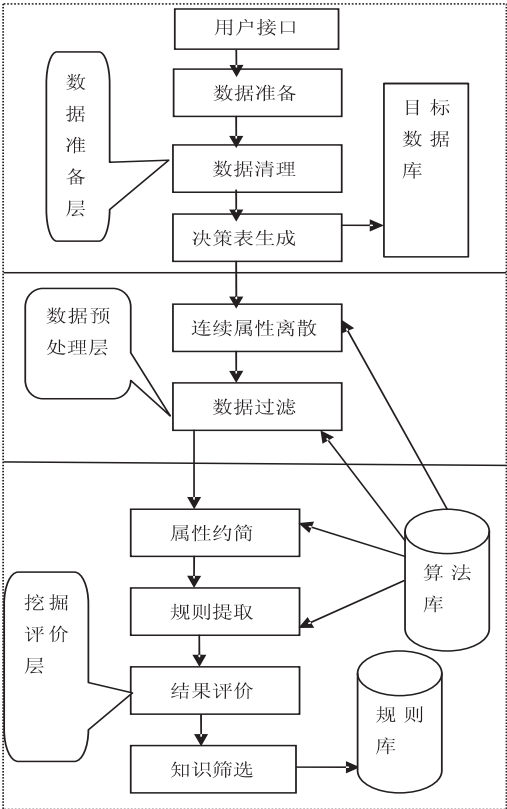 用户接口
数据准备
数
据
准
备
层
目 标
数 据
库
数据清理
决策表生成
数据预
处理层
连续属性离散
数据过滤
属性约简
算 法
库
挖掘
评价
层
规则提取
结果评价
规 则
库
知识筛选